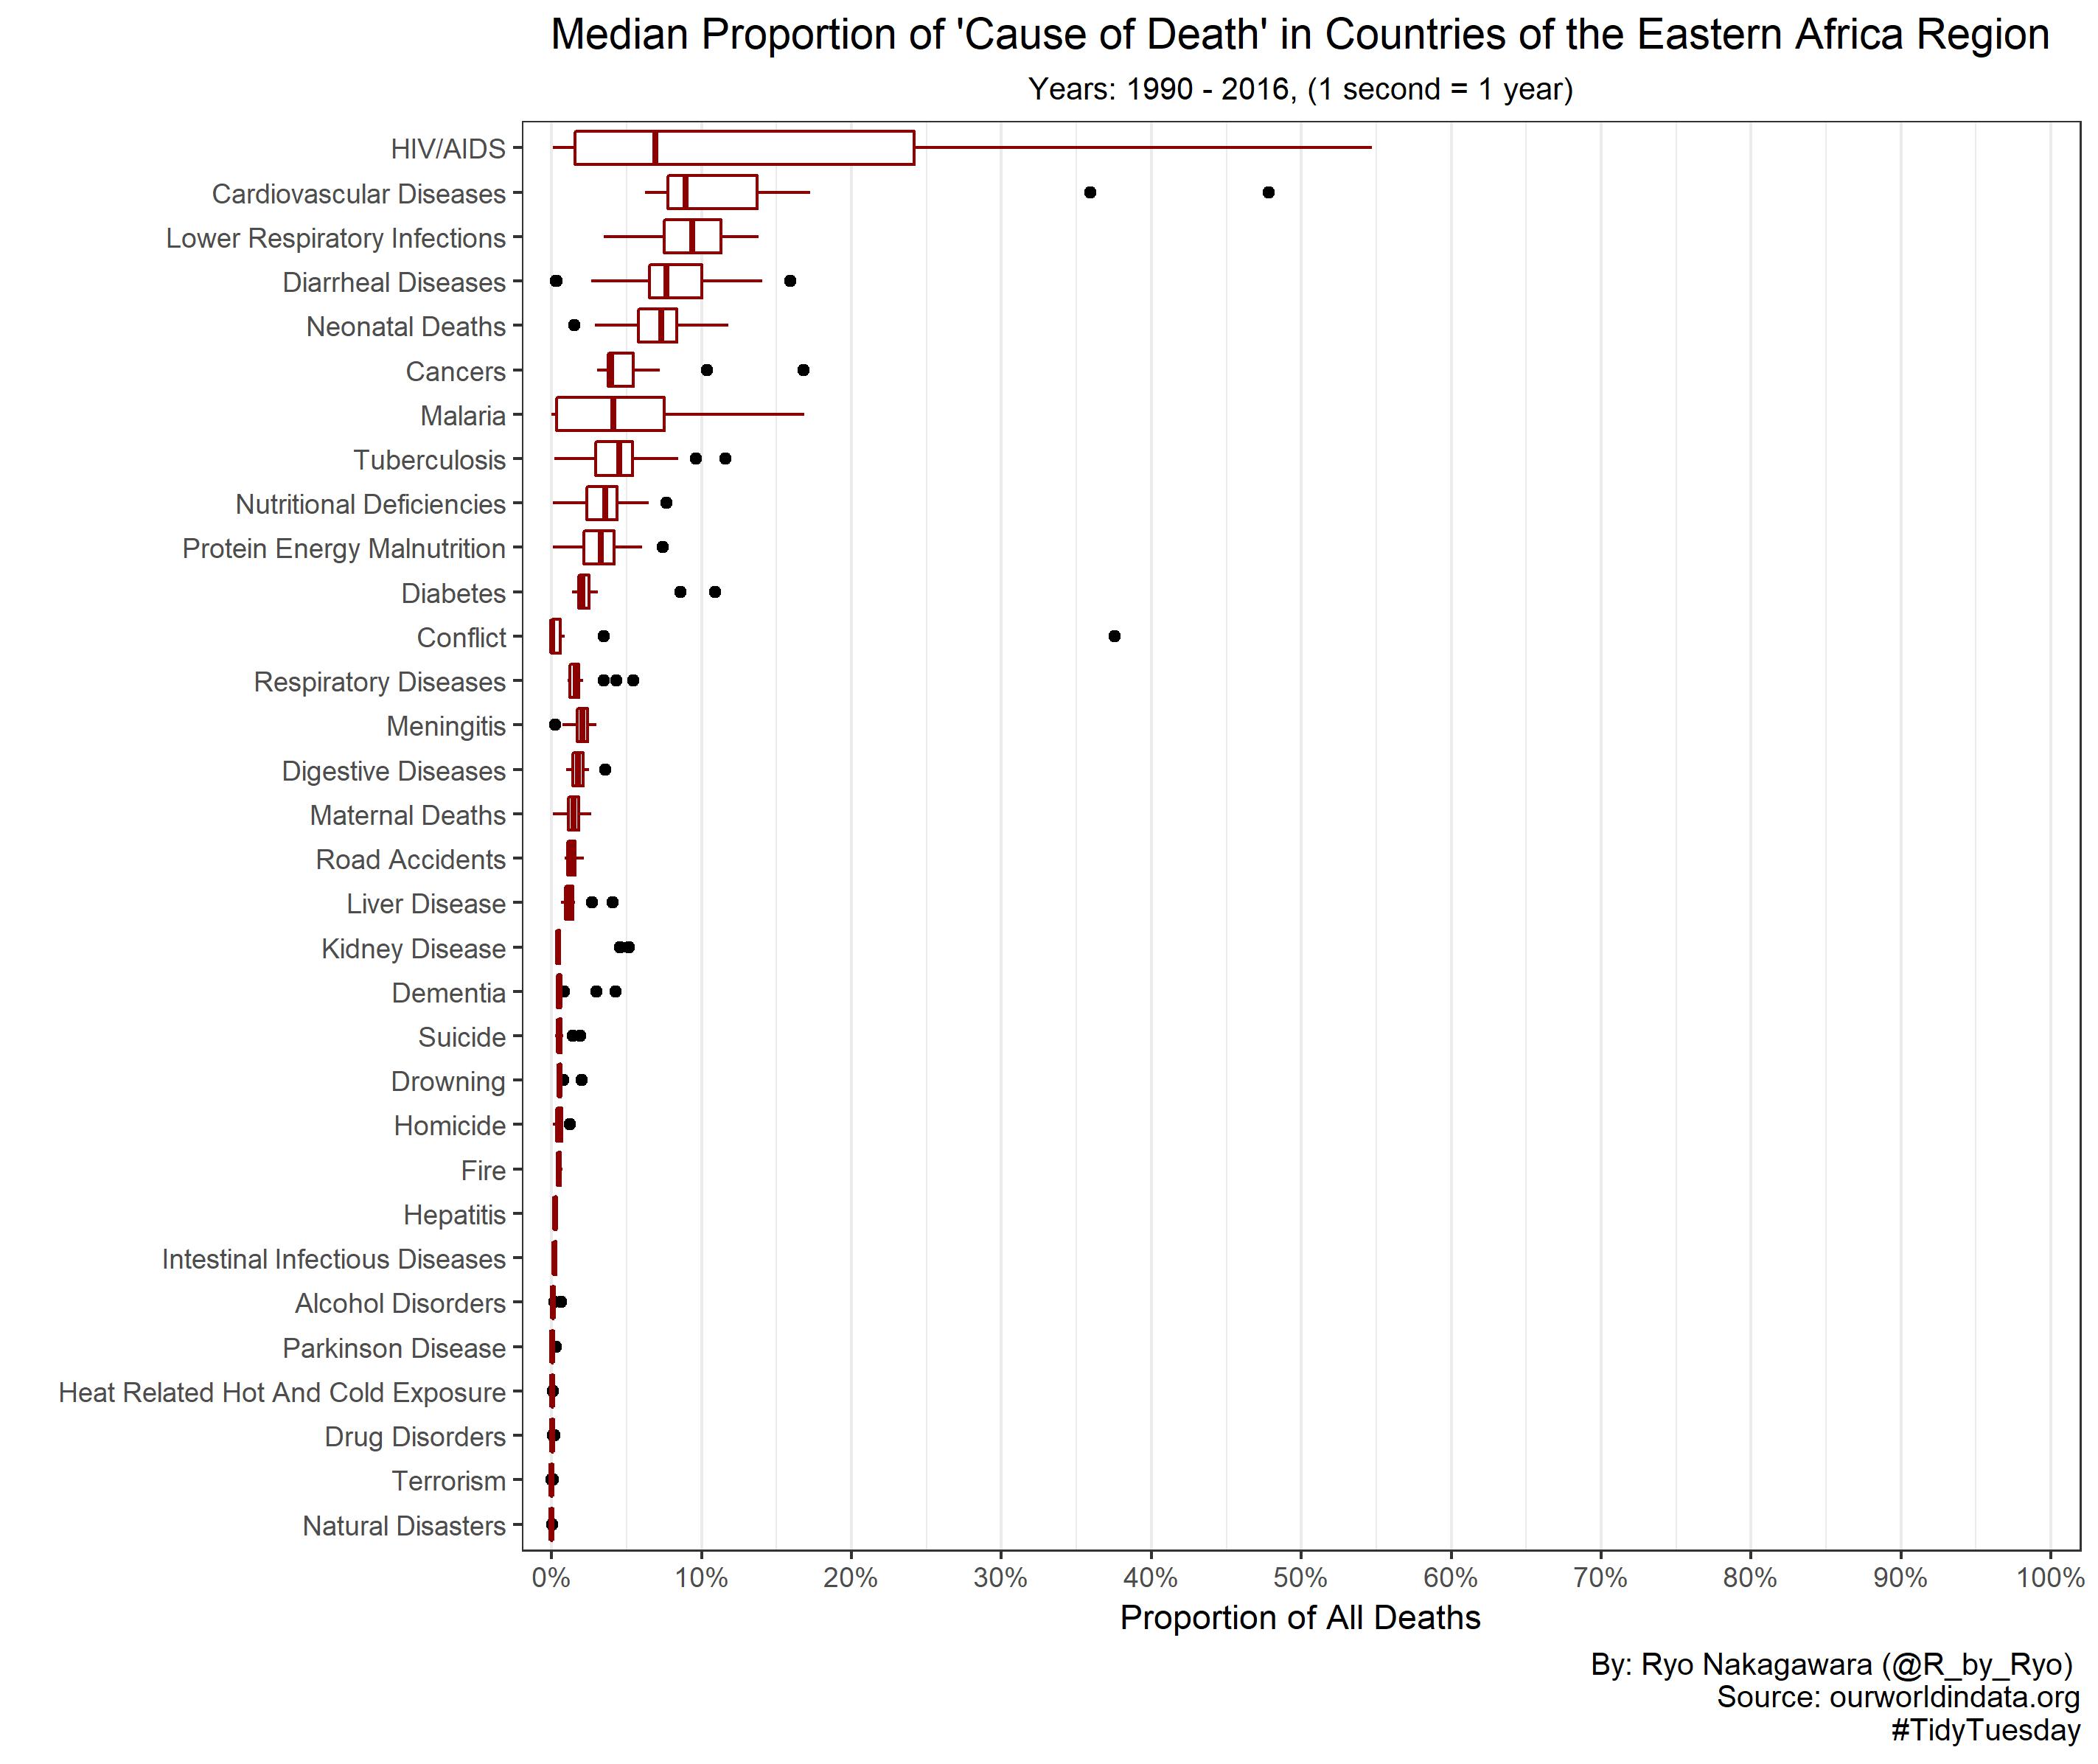 Median Proportion of 'Cause of Death' in Countries of the Eastern Africa Region
Years: 1990 - 2016, (1 second = 1 year)
HIV/AIDS
Cardiovascular Diseases
Lower Respiratory Infections
Diarrheal Diseases
Neonatal Deaths
Cancers
Malaria
Tuberculosis
Nutritional Deficiencies
Protein Energy Malnutrition
Diabetes
Conflict
Respiratory Diseases
Meningitis
Digestive Diseases
Maternal Deaths
Road Accidents
Liver Disease
Kidney Disease
Dementia
Suicide
Drowning
Homicide
Fire
Hepatitis
Intestinal Infectious Diseases
Alcohol Disorders
Parkinson Disease
Heat Related Hot And Cold Exposure
Drug Disorders
Terrorism
Natural Disasters
0% 10% 20% 30% 40% 50% 60% 70% 80% 90% 100%
Proportion of All Deaths
By: Ryo Nakagawara (@R_by_Ryo)
Source: ourworldindata.org
#TidyTuesday